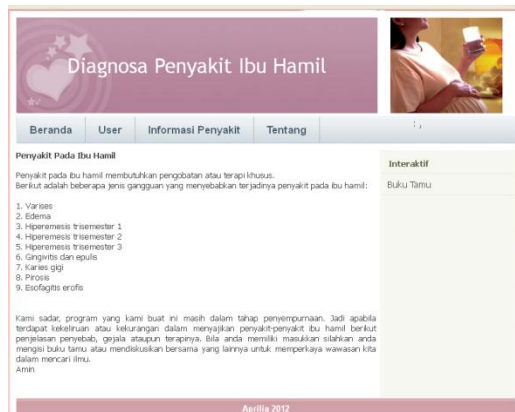 Diagnosa Penyakit Ibu Hamil
Beranda User Informasi Penyakit Tentang
Penyakit Pada Ibu Hamil
Penyakit pada ibu hamil membutuhkan pengobatan atau terapi khusus.
Berikut adalah beberapa jenis gangguan yang menyebabkan terjadinya penyakit pada ibu hamil:
1. Varises
2. Edema
3. Hiperemesis trisemester 1
4. Hiperemesis trisemester 2
5. Hiperemesis trisemester 3
6. Gingivitis dan epulis
7. Karies gigi
8. Pirosis
9. Esofagitis erofis
Kami sadar, program yang kami buat ini masih dalam tahap penyempurnaan. Jadi apabila
terdapat kekeliruan atau kekurangan dalam menyajikan penyakit-penyakit ibu hamil berikut
penjelasan penyebab, gejala ataupun terapinya. Bila anda memiliki masukkan silahkan anda
mengisi buku tamu atau mendiskusikan bersama yang lainnya untuk memperkaya wawasan kita
dalam mencari ilmu.
Amin
Interaktif
Buku Tamu
Aprilia 2012